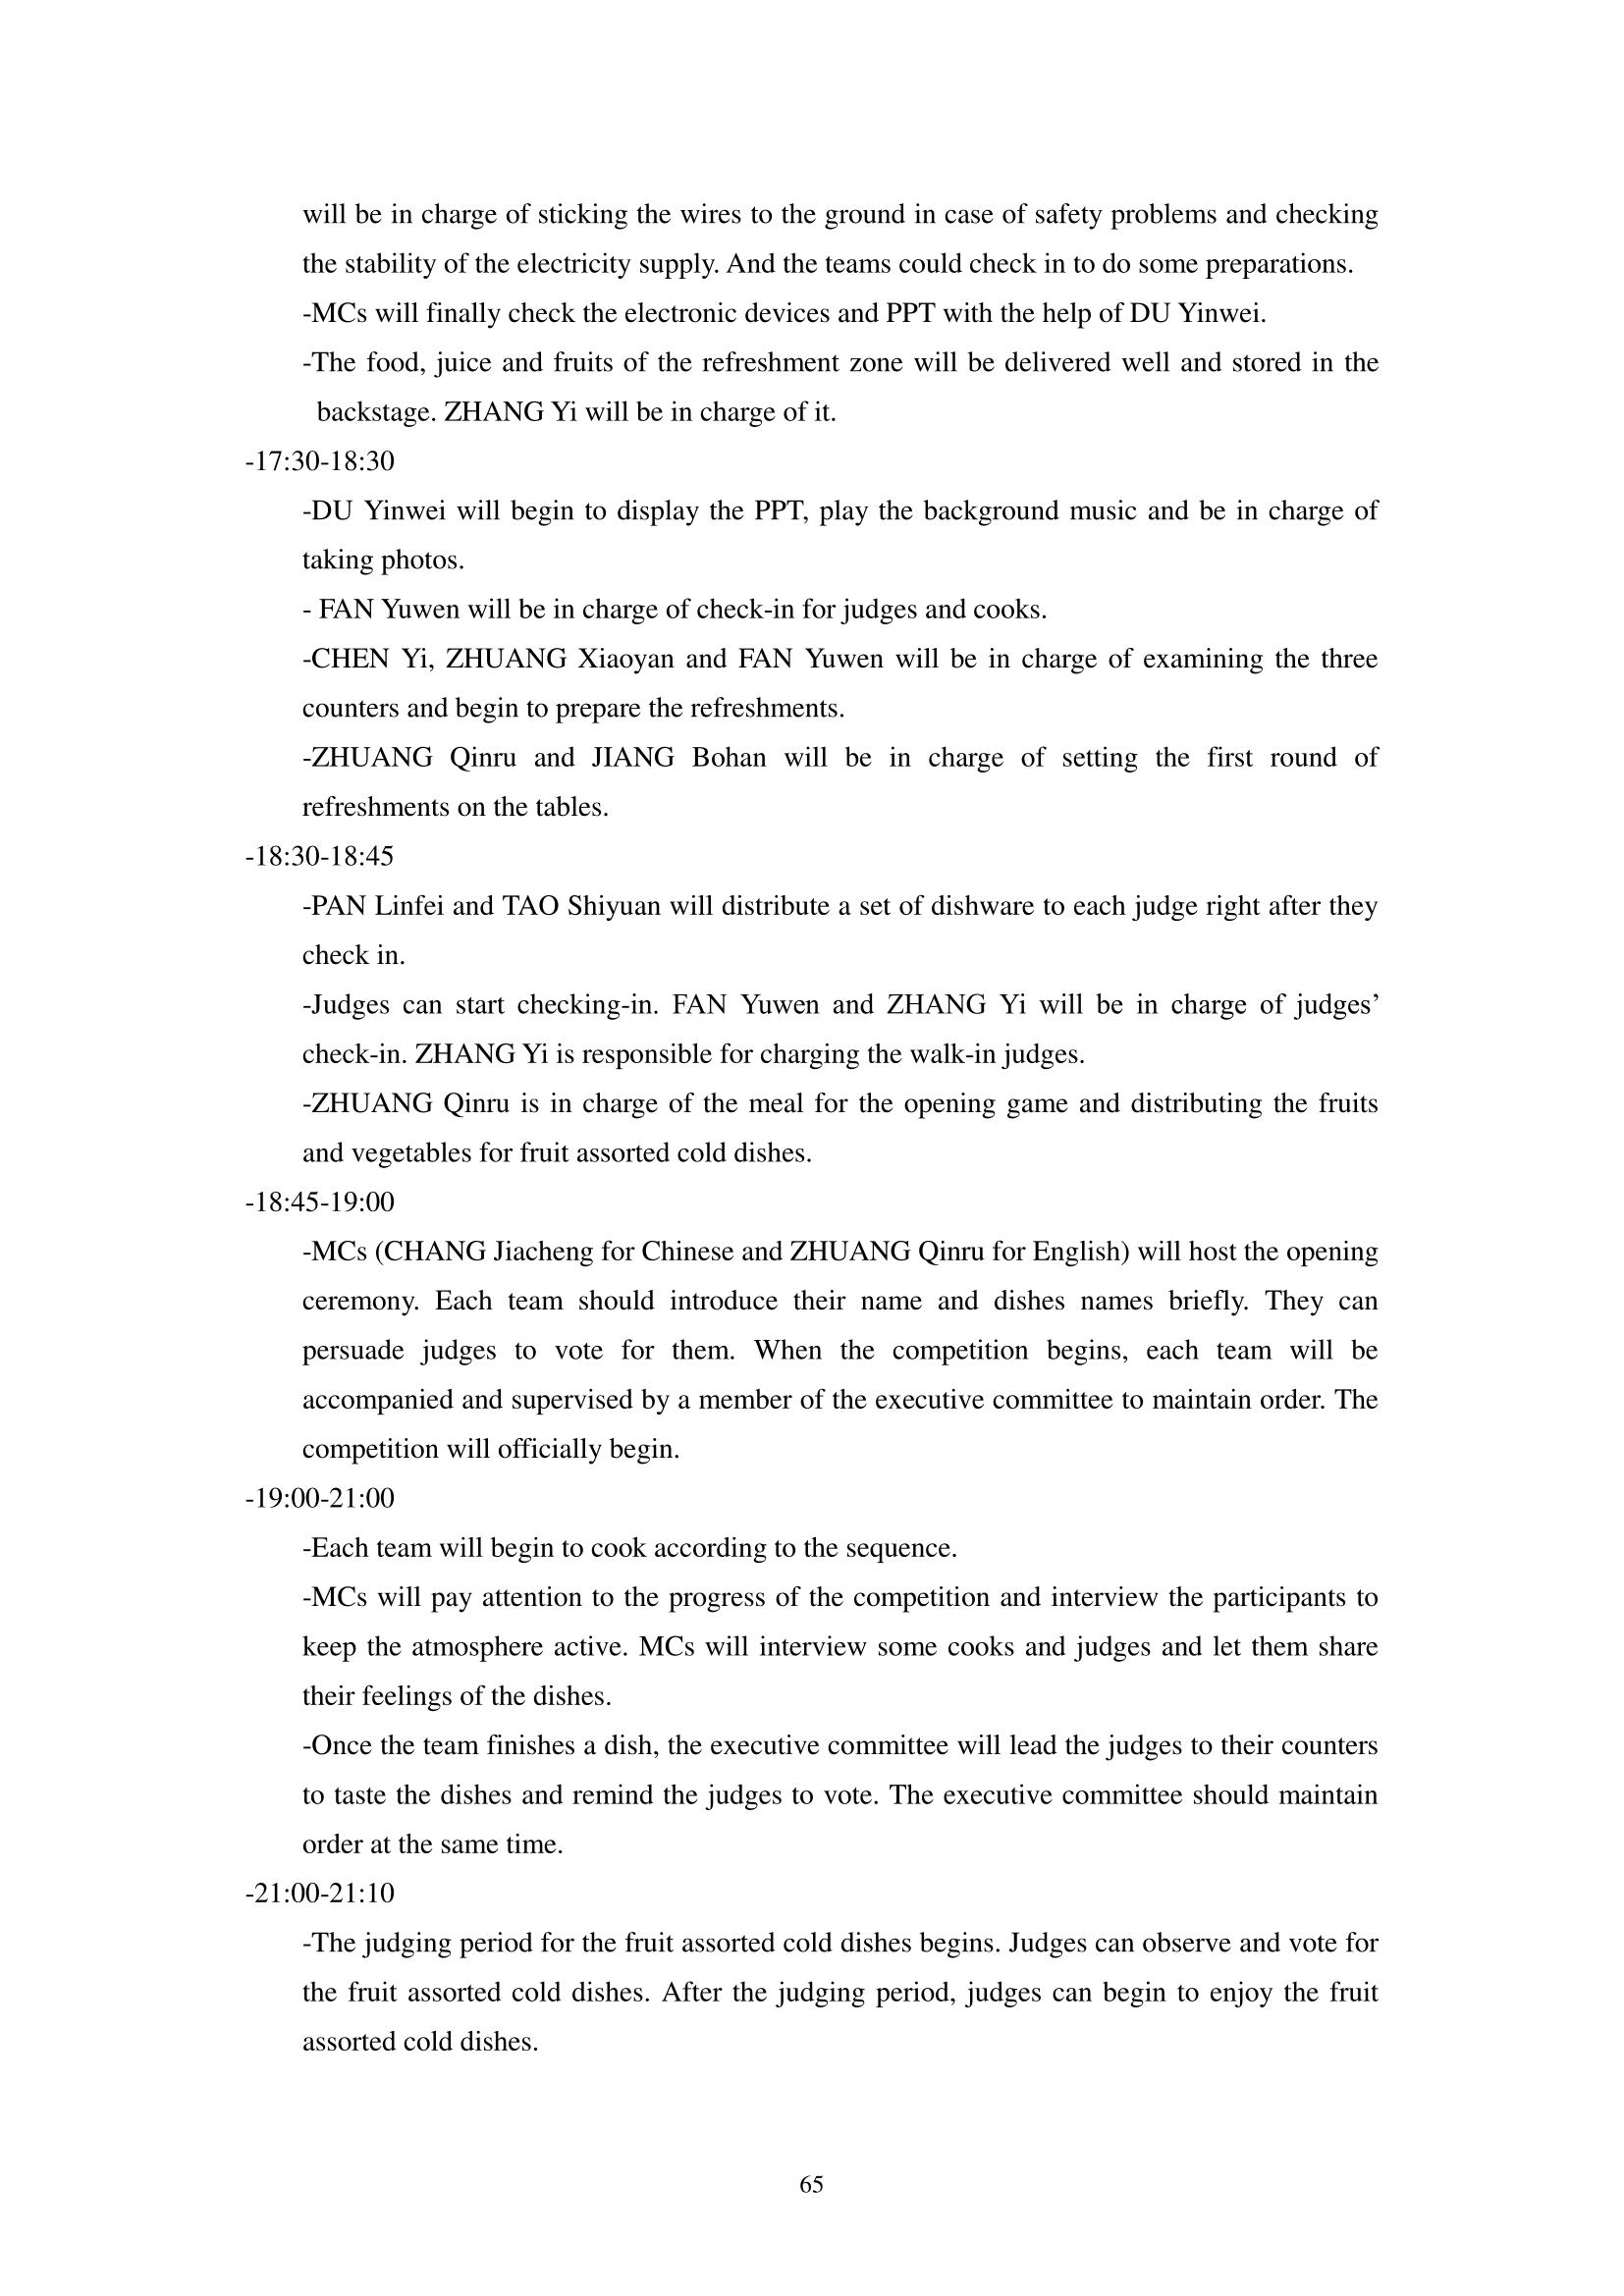 will be in charge of sticking the wires to the ground in case of safety problems and checking
the stability of the electricity supply. And the teams could check in to do some preparations.
-MCs will finally check the electronic devices and PPT with the help of DU Yinwei.
-The food, juice and fruits of the refreshment zone will be delivered well and stored in the
backstage. ZHANG Yi will be in charge of it.
-17:30-18:30
-DU Yinwei will begin to display the PPT, play the background music and be in charge of
taking photos.
- FAN Yuwen will be in charge of check-in for judges and cooks.
-CHEN Yi, ZHUANG Xiaoyan and FAN Yuwen will be in charge of examining the three
counters and begin to prepare the refreshments.
-ZHUANG Qinru and JIANG Bohan will be in charge of setting the first round of
refreshments on the tables.
-18:30-18:45
-PAN Linfei and TAO Shiyuan will distribute a set of dishware to each judge right after they
check in.
-Judges can start checking-in. FAN Yuwen and ZHANG Yi will be in charge of judges’
check-in. ZHANG Yi is responsible for charging the walk-in judges.
-ZHUANG Qinru is in charge of the meal for the opening game and distributing the fruits
and vegetables for fruit assorted cold dishes.
-18:45-19:00
-MCs (CHANG Jiacheng for Chinese and ZHUANG Qinru for English) will host the opening
ceremony. Each team should introduce their name and dishes names briefly. They can
persuade judges to vote for them. When the competition begins, each team will be
accompanied and supervised by a member of the executive committee to maintain order. The
competition will officially begin.
-19:00-21:00
-Each team will begin to cook according to the sequence.
-MCs will pay attention to the progress of the competition and interview the participants to
keep the atmosphere active. MCs will interview some cooks and judges and let them share
their feelings of the dishes.
-Once the team finishes a dish, the executive committee will lead the judges to their counters
to taste the dishes and remind the judges to vote. The executive committee should maintain
order at the same time.
-21:00-21:10
-The judging period for the fruit assorted cold dishes begins. Judges can observe and vote for
the fruit assorted cold dishes. After the judging period, judges can begin to enjoy the fruit
assorted cold dishes.
65